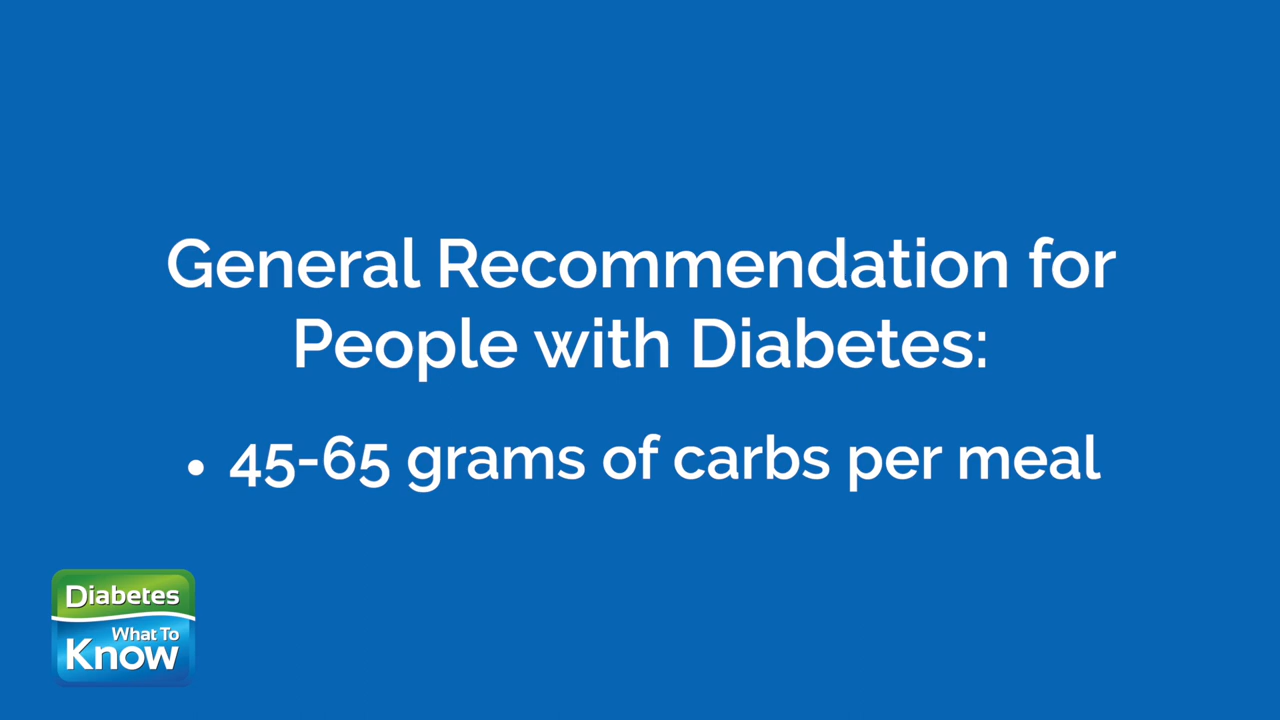 General Recommendation for
People with Diabetes:
• 45-65 grams of carbs per meal
Diabetes
What To
Know